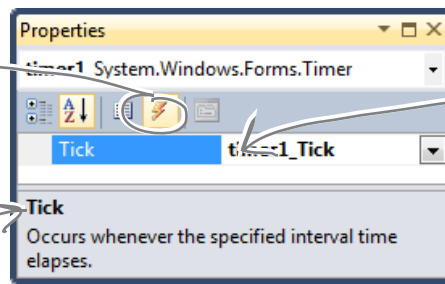 Properties
timer1 System.Windows.Forms.Timer
Tick timer1_Tick
Tick
Occurs whenever the specified interval time
elapses.